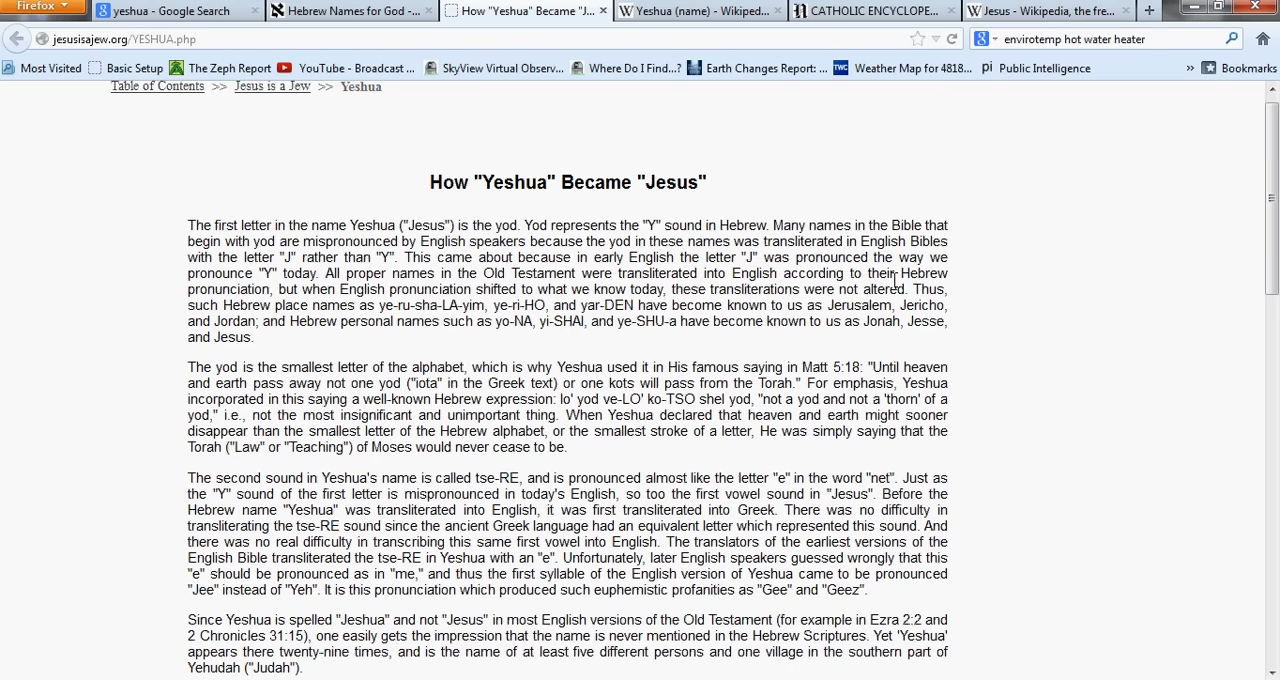 Firefox
yeshua - Google Search
Hebrew Names for God -...
How "Yeshua" Became "J...
Yeshua (name) - Wikiped...
CATHOLIC ENCYCLOPE...
Jesus - Wikipedia, the fre...
jesusisajew.org/YESHUA.php
envirotemp hot water heater
Most Visited
Basic Setup
The Zeph Report
YouTube - Broadcast ...
SkyView Virtual Observ...
Where Do I Find...?
Earth Changes Report: ...
TWC
Weather Map for 4818...
pi Public Intelligence
»
Bookmarks
Table of Contents >> Jesus is a Jew >> Yeshua
How "Yeshua" Became "Jesus"
The first letter in the name Yeshua ("Jesus") is the yod. Yod represents the "Y" sound in Hebrew. Many names in the Bible that
begin with yod are mispronounced by English speakers because the yod in these names was transliterated in English Bibles
with the letter "J" rather than "Y". This came about because in early English the letter "J" was pronounced the way we
pronounce "Y" today. All proper names in the Old Testament were transliterated into English according to their Hebrew
pronunciation, but when English pronunciation shifted to what we know today, these transliterations were not altered. Thus,
such Hebrew place names as ye-ru-sha-LA-yim, ye-ri-HO, and yar-DEN have become known to us as Jerusalem, Jericho,
and Jordan; and Hebrew personal names such as yo-NA, yi-SHAI, and ye-SHU-a have become known to us as Jonah, Jesse,
and Jesus.
The yod is the smallest letter of the alphabet, which is why Yeshua used it in His famous saying in Matt 5:18: "Until heaven
and earth pass away not one yod ("iota" in the Greek text) or one kots will pass from the Torah." For emphasis, Yeshua
incorporated in this saying a well-known Hebrew expression: lo' yod ve-LO' ko-TSO shel yod, "not a yod and not a 'thorn' of a
yod," i.e., not the most insignificant and unimportant thing. When Yeshua declared that heaven and earth might sooner
disappear than the smallest letter of the Hebrew alphabet, or the smallest stroke of a letter, He was simply saying that the
Torah ("Law" or "Teaching") of Moses would never cease to be.
The second sound in Yeshua's name is called tse-RE, and is pronounced almost like the letter "e" in the word "net". Just as
the "Y" sound of the first letter is mispronounced in today's English, so too the first vowel sound in "Jesus". Before the
Hebrew name "Yeshua" was transliterated into English, it was first transliterated into Greek. There was no difficulty in
transliterating the tse-RE sound since the ancient Greek language had an equivalent letter which represented this sound. And
there was no real difficulty in transcribing this same first vowel into English. The translators of the earliest versions of the
English Bible transliterated the tse-RE in Yeshua with an "e". Unfortunately, later English speakers guessed wrongly that this
"e" should be pronounced as in "me," and thus the first syllable of the English version of Yeshua came to be pronounced
"Jee" instead of "Yeh". It is this pronunciation which produced such euphemistic profanities as "Gee" and "Geez".
Since Yeshua is spelled "Jeshua" and not "Jesus" in most English versions of the Old Testament (for example in Ezra 2:2 and
2 Chronicles 31:15), one easily gets the impression that the name is never mentioned in the Hebrew Scriptures. Yet 'Yeshua'
appears there twenty-nine times, and is the name of at least five different persons and one village in the southern part of
Yehudah ("Judah").